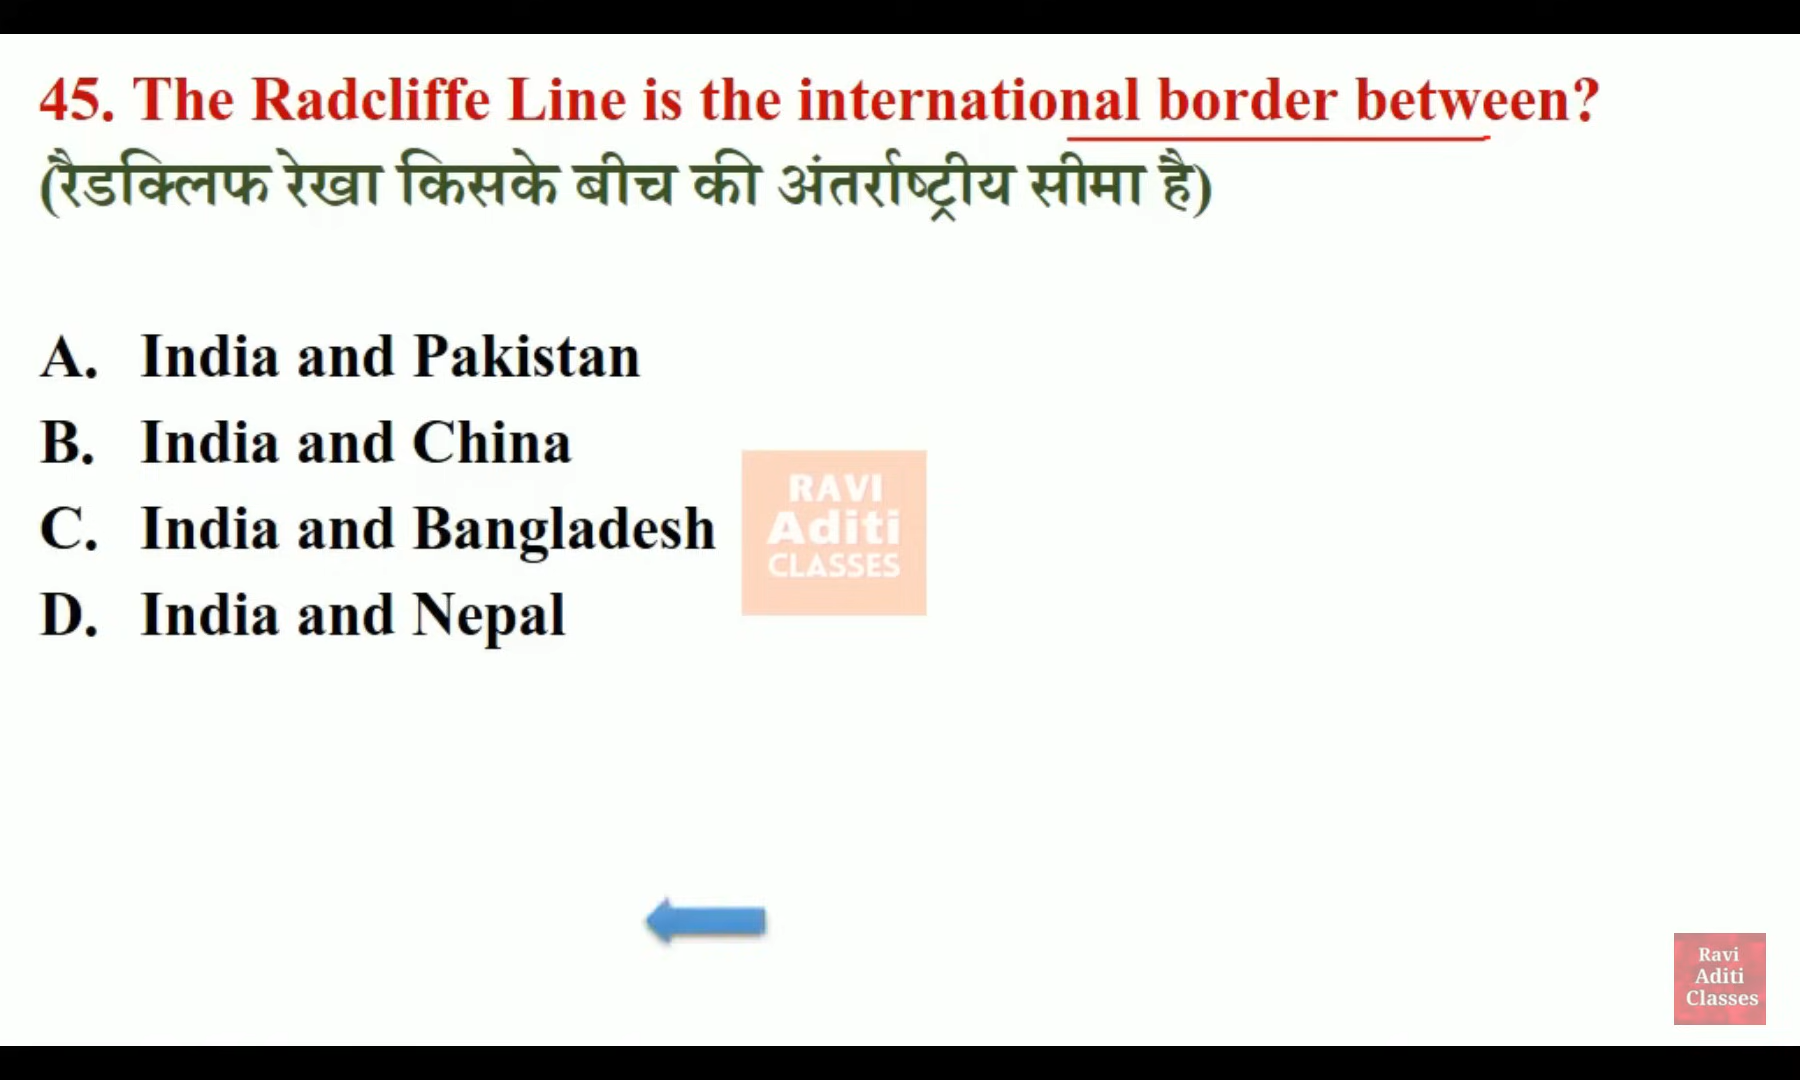 45. The Radcliffe Line is the international border between?
(रैडक्लिफ रेखा किसके बीच की अंतर्राष्ट्रीय सीमा है)
A. India and Pakistan
B. India and China
C. India and Bangladesh
D. India and Nepal
RAVI
Aditi
CLASSES
Ravi
Aditi
Classes